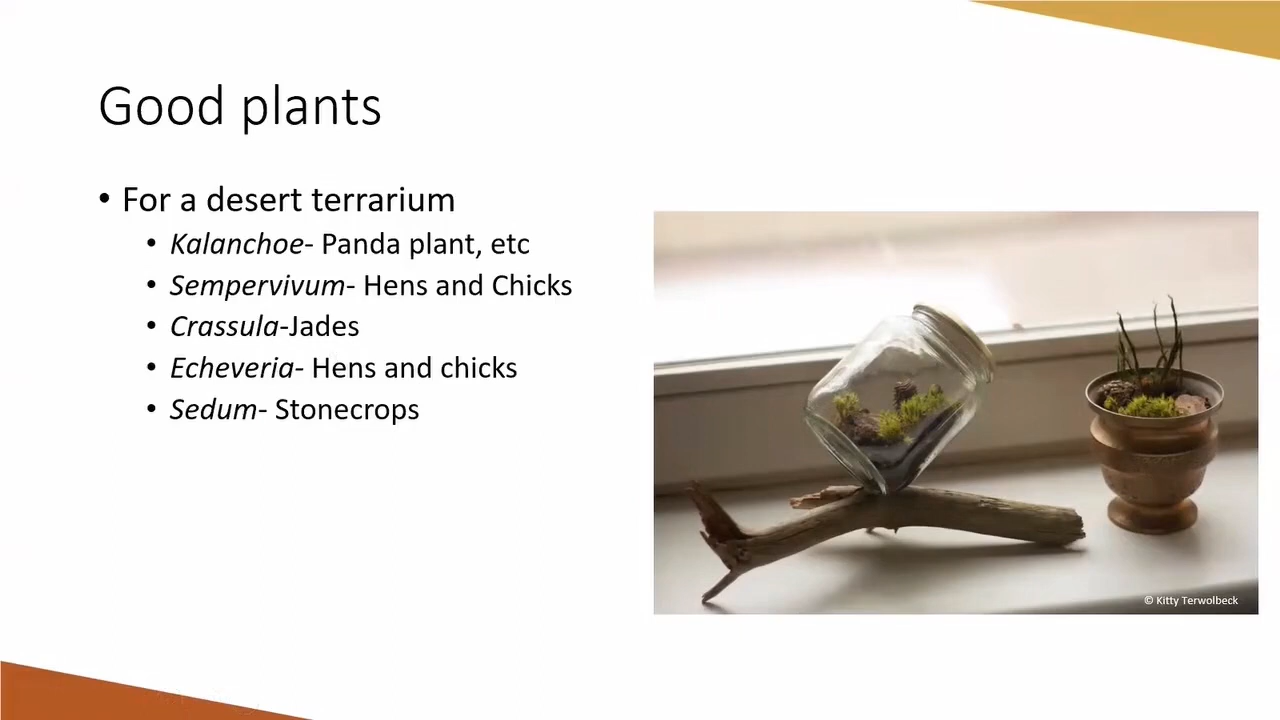 Good plants
• For a desert terrarium
• Kalanchoe- Panda plant, etc
• Sempervivum- Hens and Chicks
• Crassula-Jades
• Echeveria- Hens and chicks
• Sedum- Stonecrops
© Kitty Terwolbeck